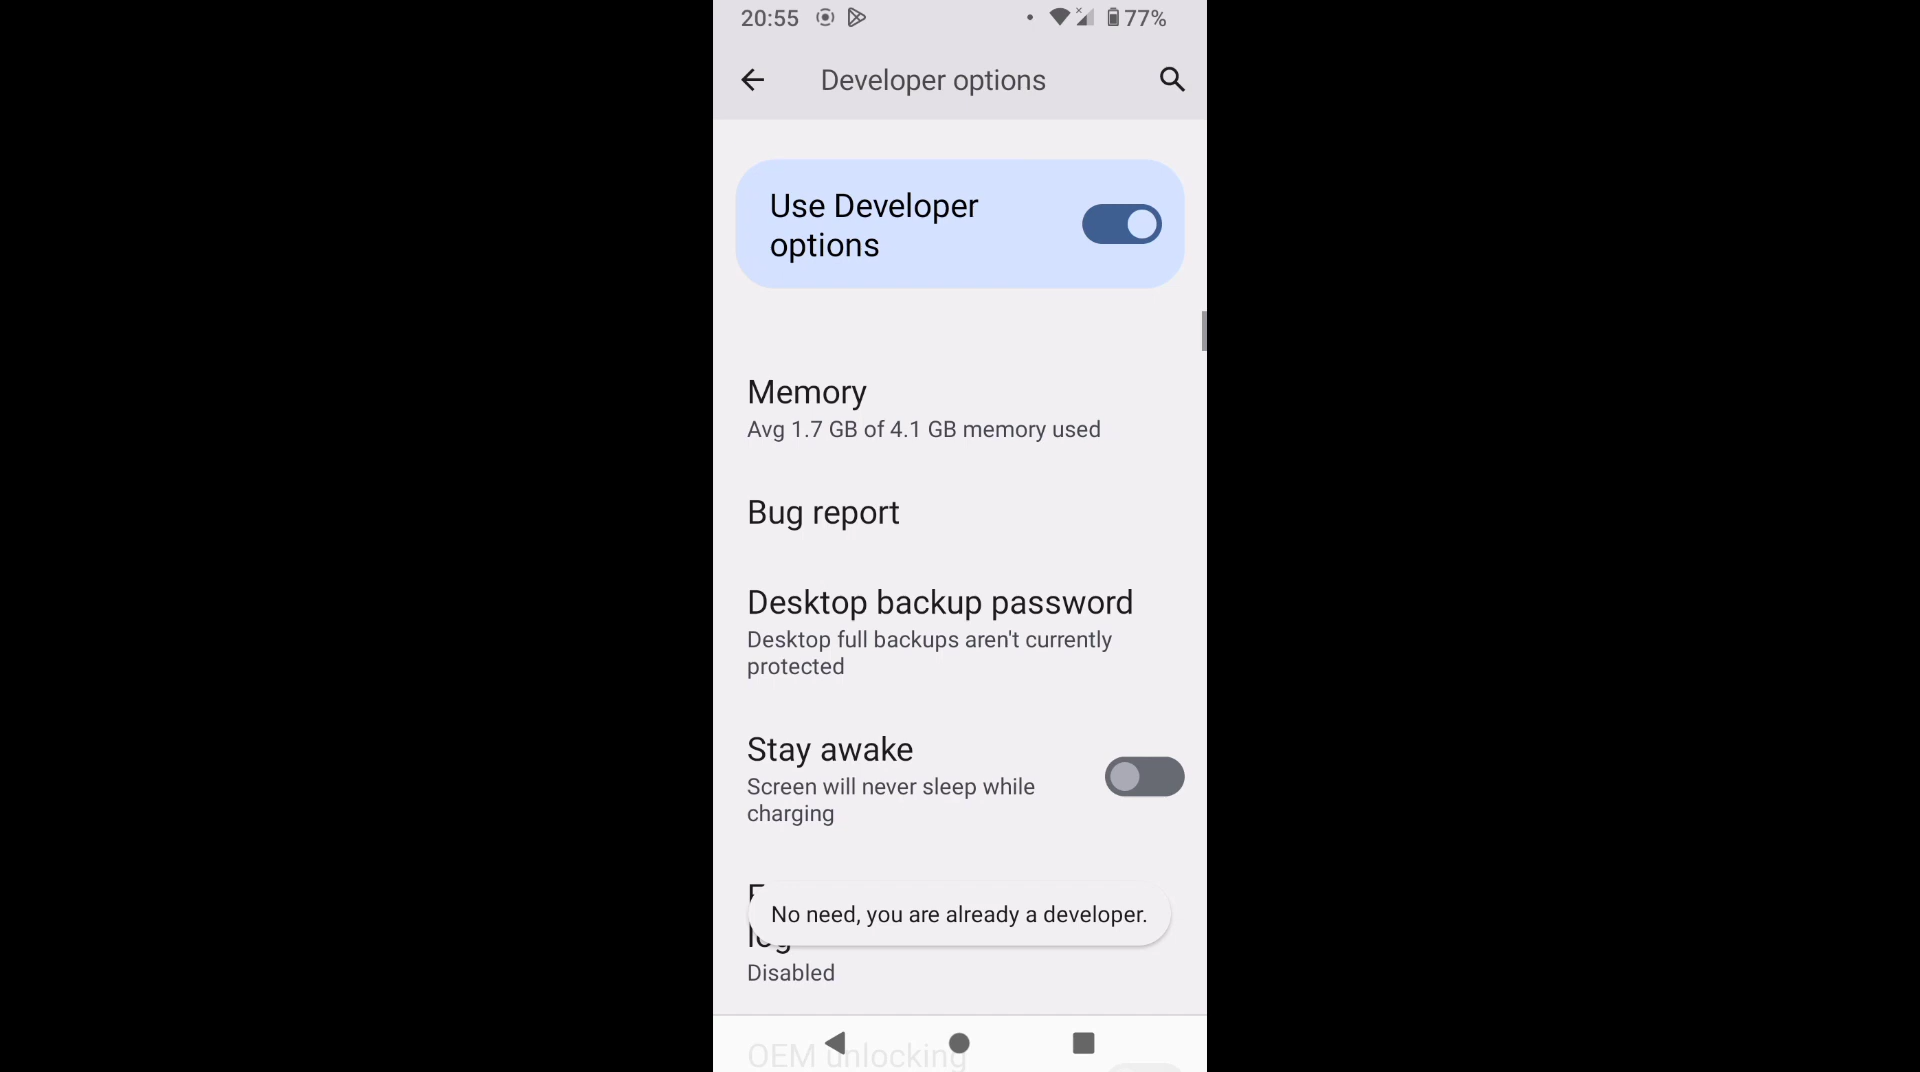 20:55
77%
Developer options
Use Developer
options
Memory
Avg 1.7 GB of 4.1 GB memory used
Bug report
Desktop backup password
Desktop full backups aren't currently
protected
Stay awake
Screen will never sleep while
charging
No need, you are already a developer.
Disabled
OEM unlocking